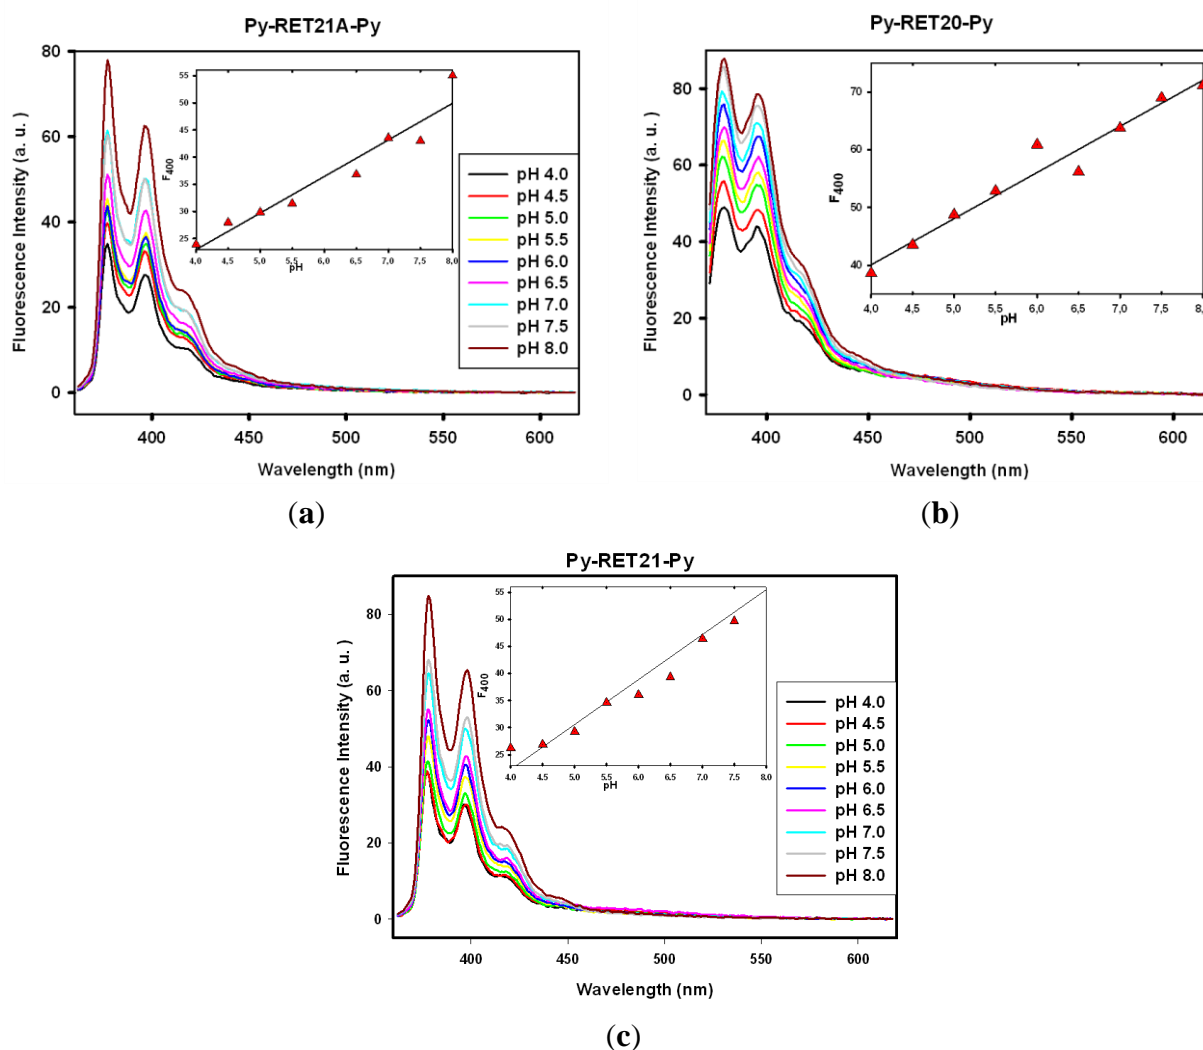 Py-RET21A-Py
Fluorescence Intensity (a. u. )
80
60
40
20
0
400
450
500
550
600
Wavelength (nm)
F400
55
50
45
40
35
30
25
4,0
4,5
5,0
5,5
6,0
6,5
7,0
7,5
8,0
pH
pH 4.0
pH 4.5
pH 5.0
pH 5.5
pH 6.0
pH 6.5
pH 7.0
pH 7.5
pH 8.0
(a)
Py-RET20-Py
Fluorescence Intensity (a. u. )
80
60
40
20
0
400
450
500
550
600
Wavelength (nm)
F400
70
60
50
40
4,0
4,5
5,0
5,5
6,0
6,5
7,0
7,5
8,0
pH
(b)
Py-RET21-Py
Fluorescence Intensity (a. u. )
80
60
40
20
0
400
450
500
550
600
Wavelength (nm)
F400
55
50
45
40
35
30
25
4.0
4.5
5.0
5.5
6.0
6.5
7.0
7.5
8.0
pH
pH 4.0
pH 4.5
pH 5.0
pH 5.5
pH 6.0
pH 6.5
pH 7.0
pH 7.5
pH 8.0
(c)